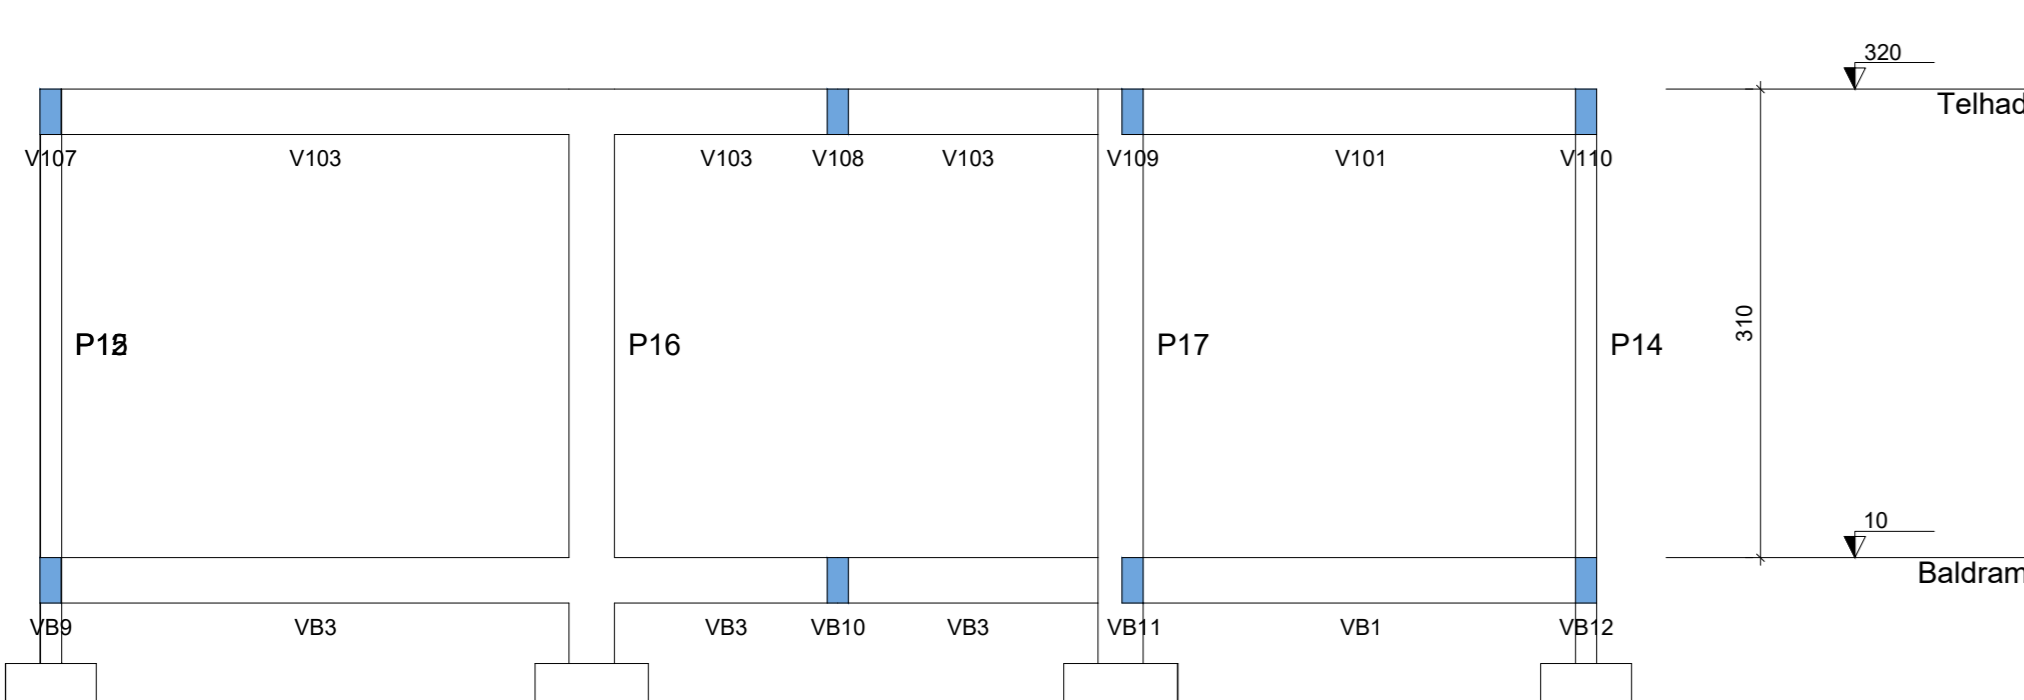 320
Telhad
V107 V103 V103 V108 V103 V109 V101 V110
310
P16 P17 P14
10
Baldram
VB9 VB3 VB3 VB10 VB3 VB11 VB1 VB12